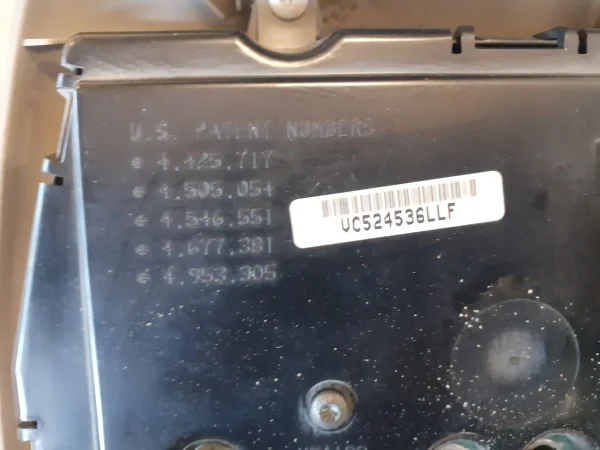 U.S. PATENT NUMBERS
• 4.425.717
• 4.505.054
• 4.546.551
• 4.677.381
• 4.953.305
VC524536LLF